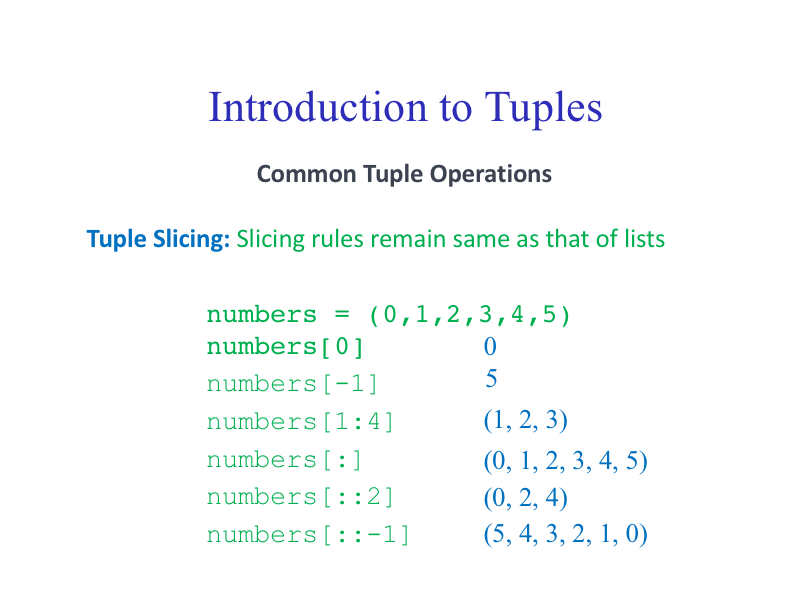 Introduction to Tuples
Common Tuple Operations
Tuple Slicing: Slicing rules remain same as that of lists
numbers = (0,1,2,3,4,5)
numbers[0] 0
numbers[-1] 5
numbers[1:4] (1, 2, 3)
numbers[:] (0, 1, 2, 3, 4, 5)
numbers[::2] (0, 2, 4)
numbers[::-1] (5, 4, 3, 2, 1, 0)